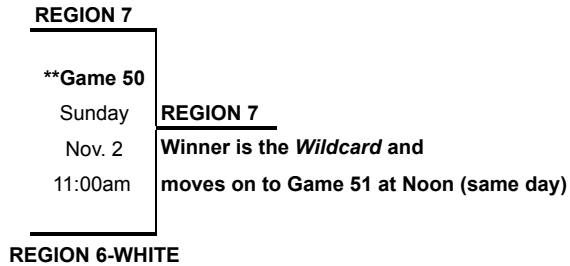 REGION 7
**Game 50
Sunday
REGION 7
Nov. 2
Winner is the Wildcard and
11:00am
moves on to Game 51 at Noon (same day)
REGION 6-WHITE